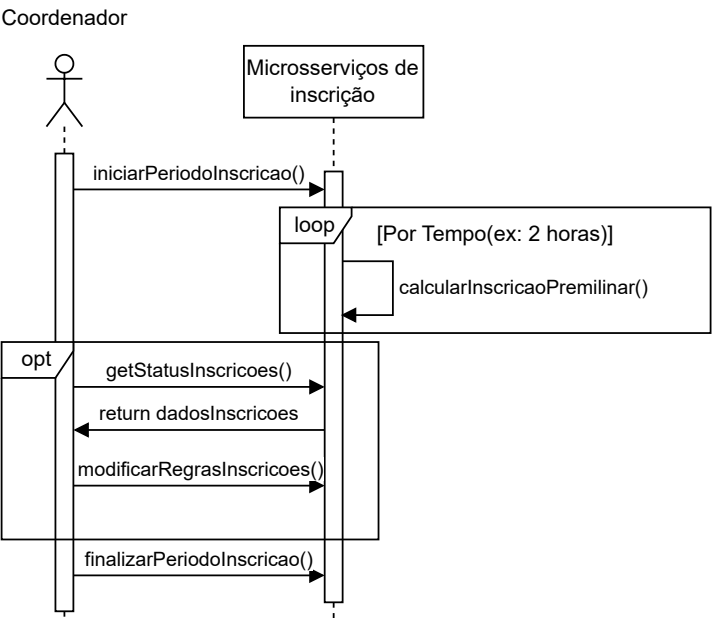 Coordenador
Microsserviços de
inscrição
iniciarPeriodoInscricao()
loop
[Por Tempo(ex: 2 horas)]
calcularInscricaoPremilinar()
opt
getStatusInscricoes()
return dadosInscricoes
modificarRegrasInscricoes()
finalizarPeriodoInscricao()